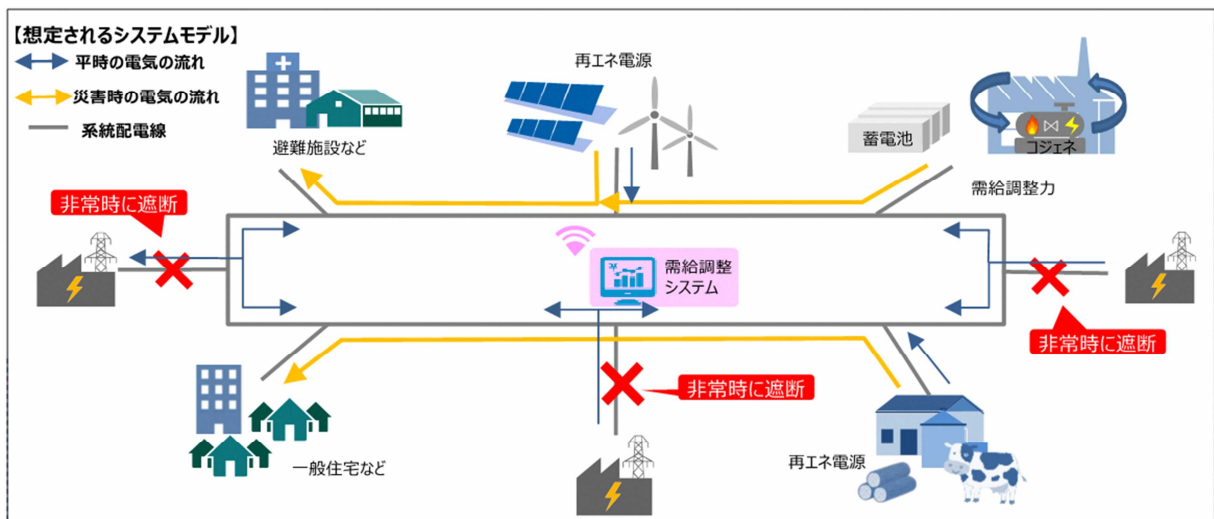 【想定されるシステムモデル】
平時の電気の流れ
災害時の電気の流れ
系統配電線
避難施設など
再エネ電源
蓄電池
コジェネ
需給調整力
非常時に遮断
需給調整
システム
非常時に遮断
非常時に遮断
一般住宅など
再エネ電源